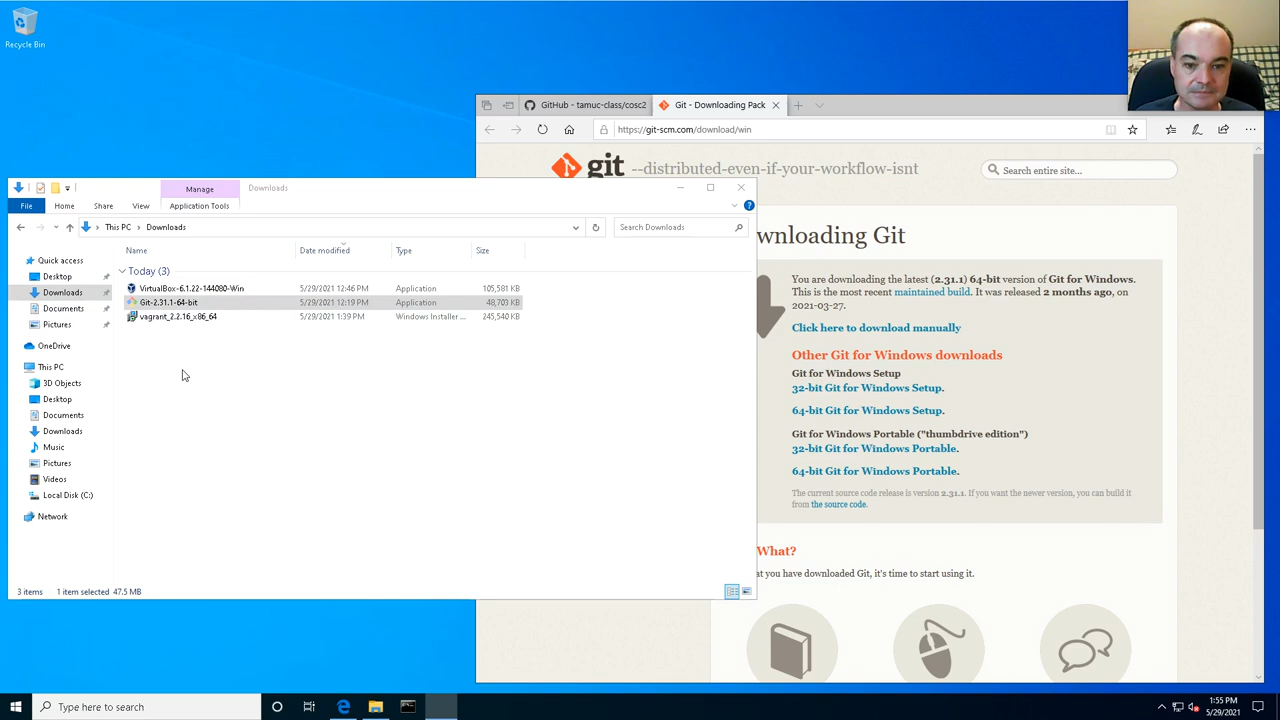 Recycle Bin
GitHub - tamuc-class/cosc2
Git - Downloading Pack
https://git-scm.com/download/win
git --distributed-even-if-your-workflow-isnt
Search entire site...
Manage
Downloads
File
Home
Share
View
Application Tools
This PC
Downloads
Search Downloads
Name
Date modified
Type
Size
Today (3)
VirtualBox-6.1.22-144080-Win 5/29/2021 12:46 PM Application 105,581 KB
Git-2.31.1-64-bit 5/29/2021 12:19 PM Application 48,703 KB
vagrant_2.2.16_x86_64 5/29/2021 1:39 PM Windows Installer ... 245,540 KB
Quick access
Desktop
Downloads
Documents
Pictures
OneDrive
This PC
3D Objects
Desktop
Documents
Downloads
Music
Pictures
Videos
Local Disk (C:)
Network
3 items
1 item selected 47.5 MB
wnloading Git
You are downloading the latest (2.31.1) 64-bit version of Git for Windows.
This is the most recent maintained build. It was released 2 months ago, on
2021-03-27.
Click here to download manually
Other Git for Windows downloads
Git for Windows Setup
32-bit Git for Windows Setup.
64-bit Git for Windows Setup.
Git for Windows Portable ("thumbdrive edition")
32-bit Git for Windows Portable.
64-bit Git for Windows Portable.
The current source code release is version 2.31.1. If you want the newer version, you can build it
from the source code.
What?
at you have downloaded Git, it's time to start using it.
Type here to search
1:55 PM
5/29/2021